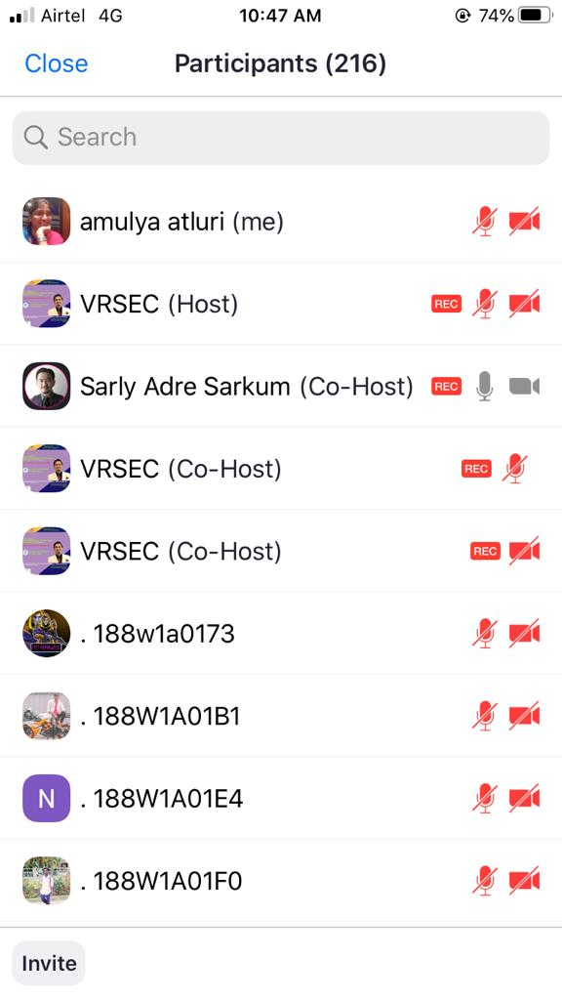 Airtel 4G 10:47 AM 74%
Close Participants (216)
Search
amulya atluri (me)
VRSEC (Host) REC
Sarly Adre Sarkum (Co-Host) REC
VRSEC (Co-Host) REC
VRSEC (Co-Host) REC
. 188w1a0173
. 188W1A01B1
N . 188W1A01E4
. 188W1A01F0
Invite